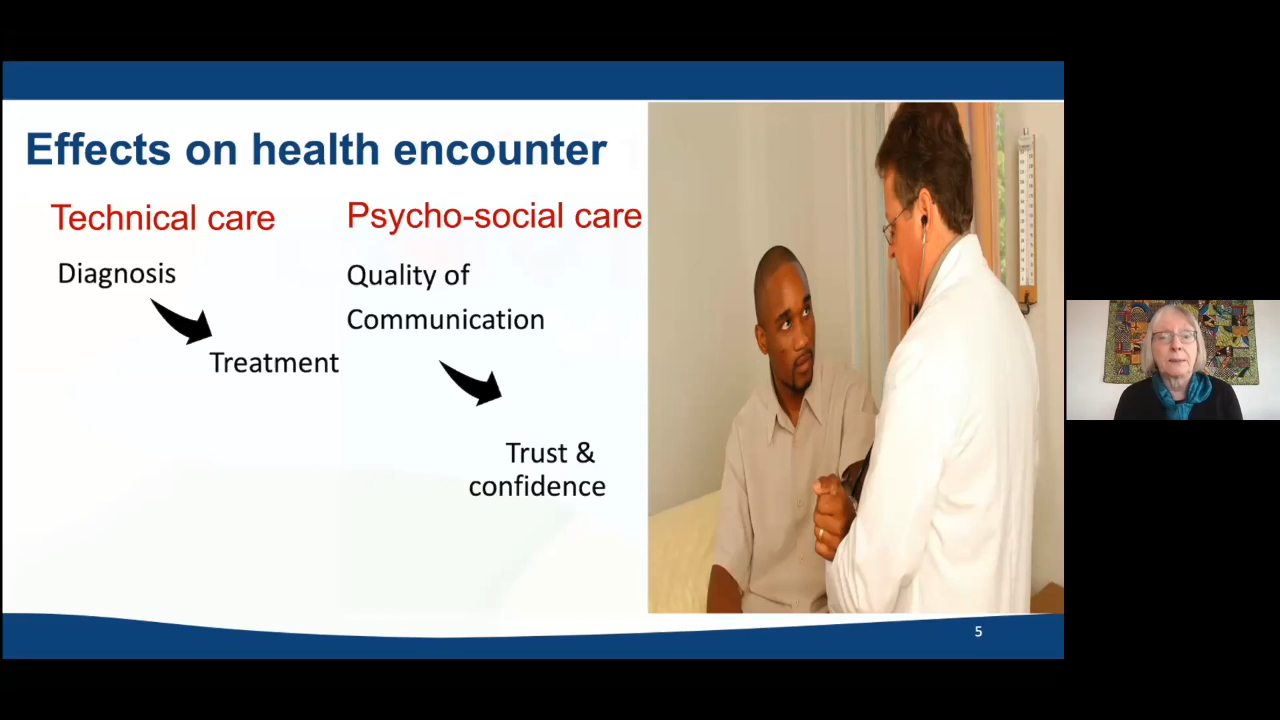 Effects on health encounter
Technical care
Diagnosis
Treatment
Psycho-social care
Quality of
Communication
Trust &
confidence
5